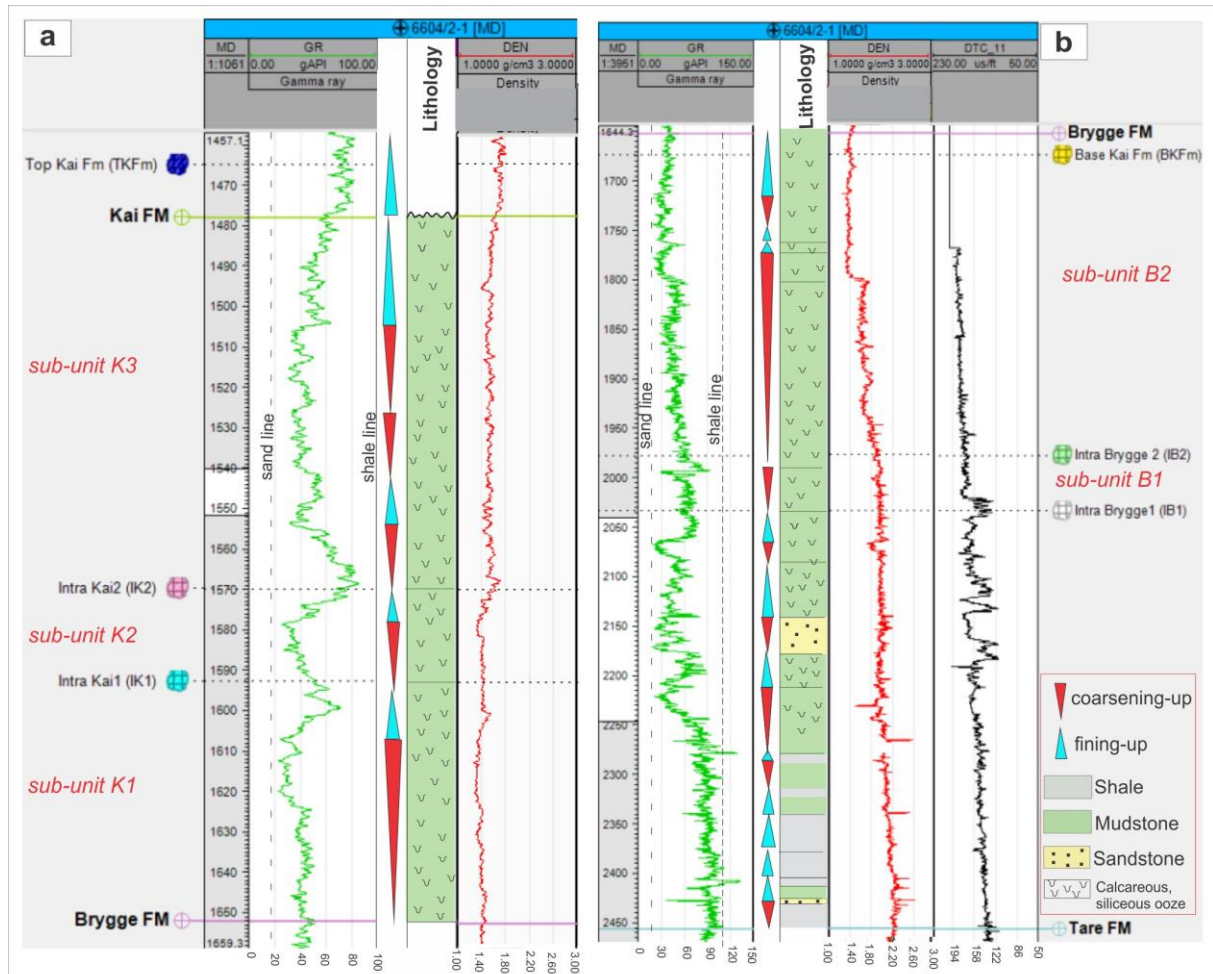 a
6604/2-1 [MD]
MD
GR
DEN
1:1061
0.00 gAPI 100.00
1.0000 g/cm3 3.0000
Gamma ray
Lithology
Density
1457.1
1470
1480
1490
1500
1510
1520
1530
1540
1550
1560
1570
1580
1590
1600
1610
1620
1630
1640
1650
1659.3
Top Kai Fm (TKFm)
Kai FM
sub-unit K3
Intra Kai2 (IK2)
sub-unit K2
Intra Kai1 (IK1)
sub-unit K1
Brygge FM
sand line
shale line
0 20 40 60 80 100
1.00 1.40 1.80 2.20 2.60 3.00
b
6604/2-1 [MD]
MD
GR
DEN
DTC_11
1:3951
0.00 gAPI 150.00
1.0000 g/cm3 3.0000
230.00 us/ft 50.00
Gamma ray
Lithology
Density
1644.3
1700
1750
1800
1850
1900
1950
2000
2050
2100
2150
2200
2250
2300
2350
2400
2450
sand line
shale line
Brygge FM
Base Kai Fm (BKFm)
sub-unit B2
Intra Brygge 2 (IB2)
sub-unit B1
Intra Brygge1 (IB1)
coarsening-up
fining-up
Shale
Mudstone
Sandstone
Calcareous,
siliceous ooze
Tare FM
0 30 60 90 120 150
1.00 1.40 1.80 2.20 2.60 3.00
194 158 122 86 50